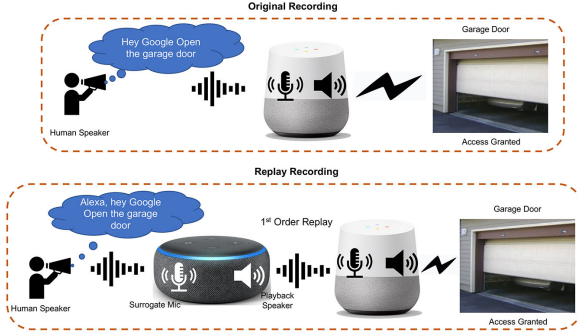 Original Recording
Hey Google Open
the garage door
Human Speaker
Garage Door
Access Granted
Replay Recording
Alexa, hey Google
Open the garage
door
Human Speaker
Surrogate Mic
Playback
Speaker
1st Order Replay
Garage Door
Access Granted